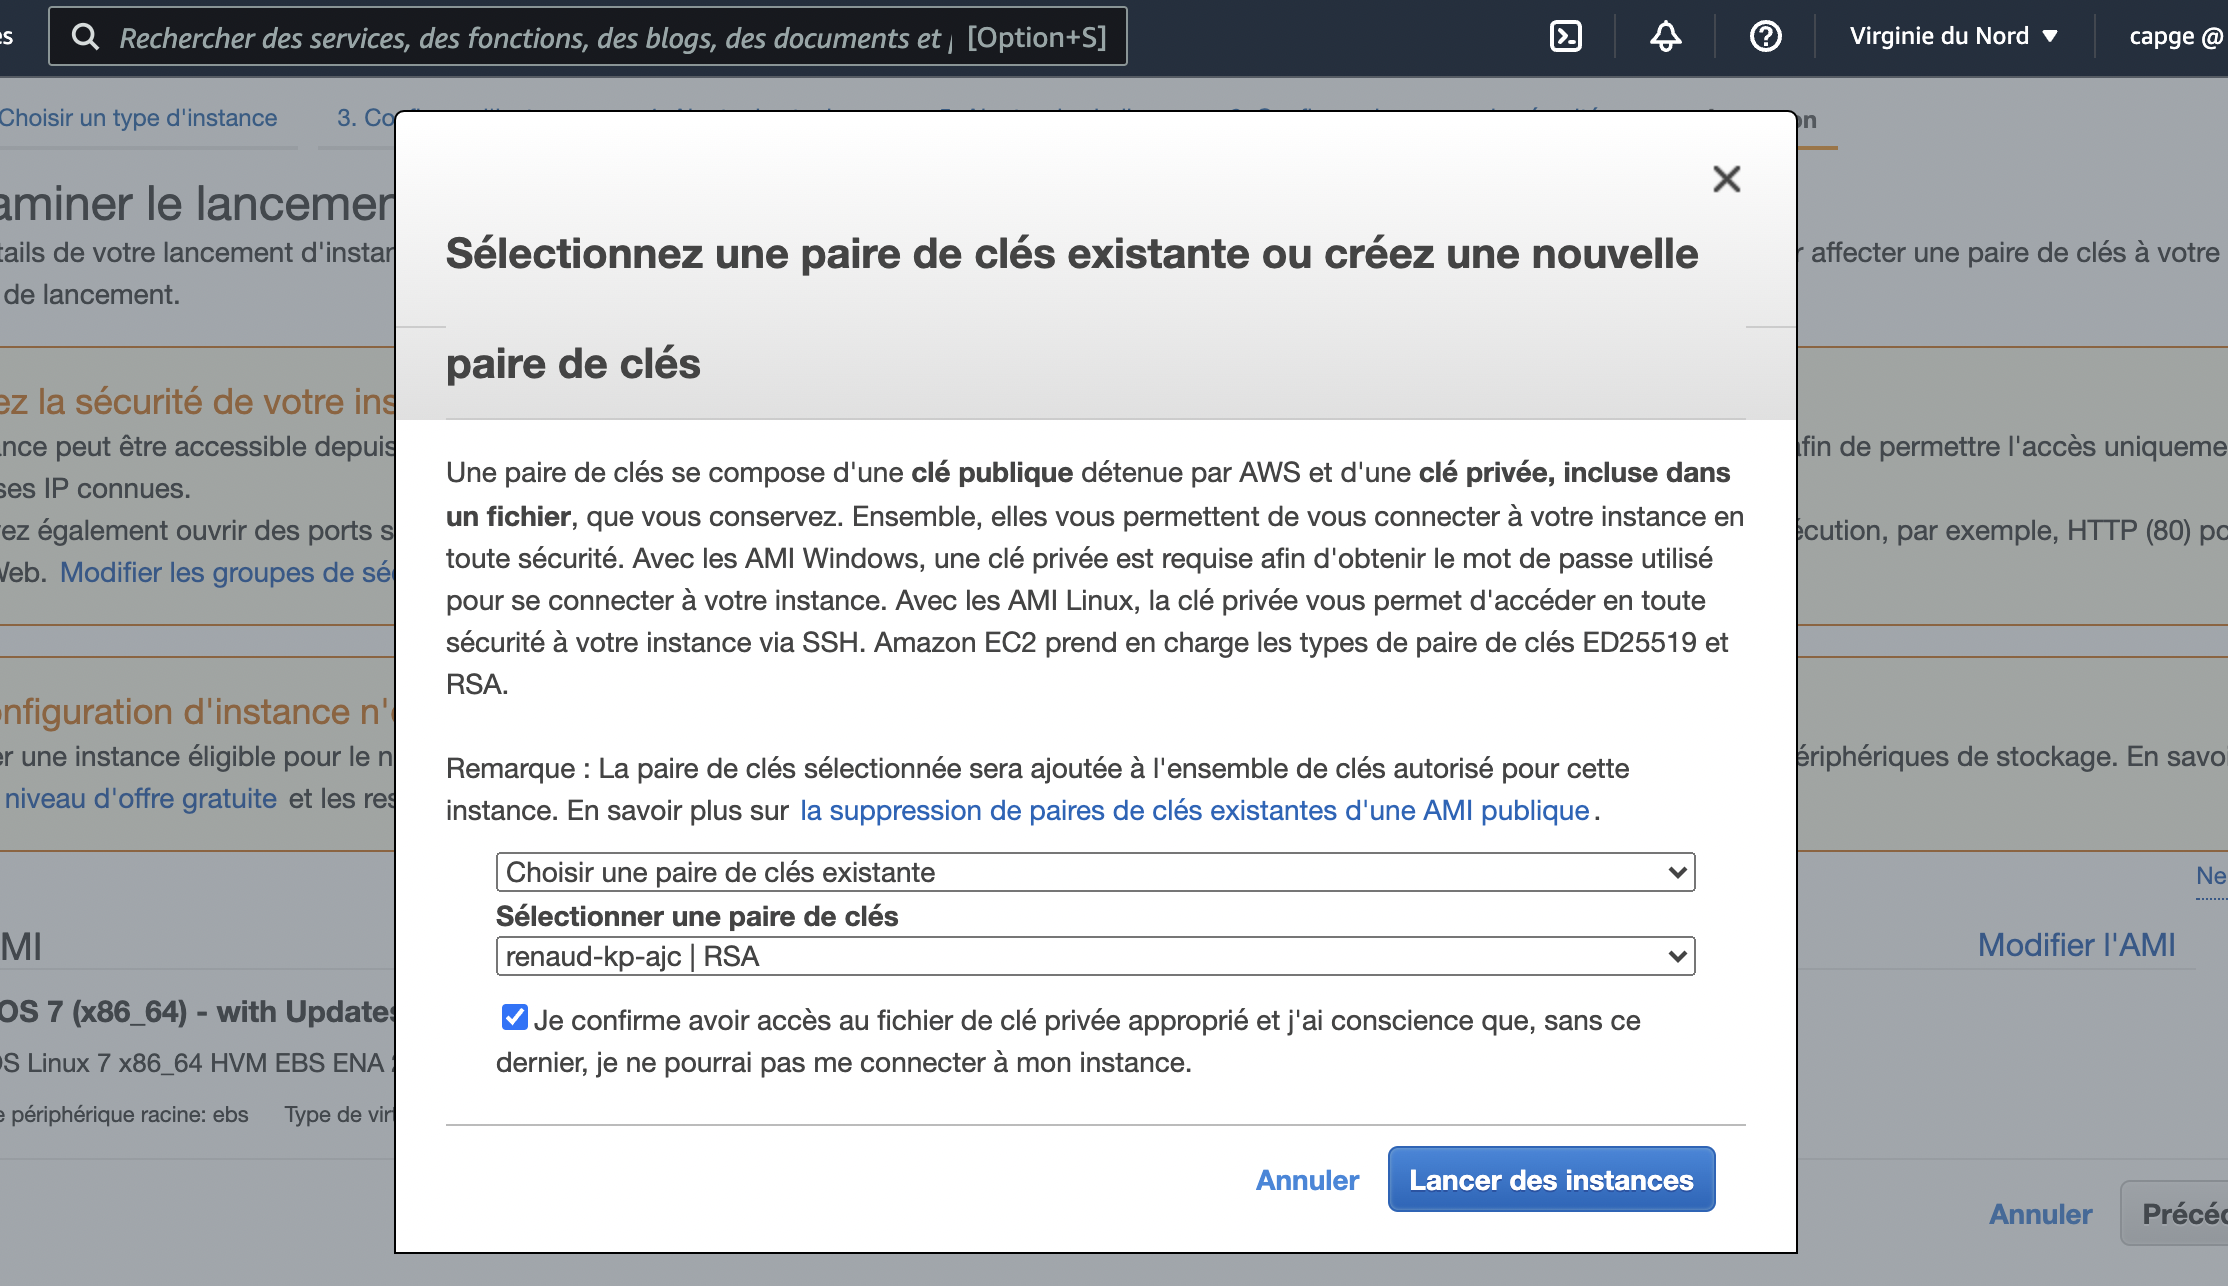 Rechercher des services, des fonctions, des blogs, des documents et [Option+S]
Virginie du Nord
capge @
Choisir un type d'instance
3. Co
Sélectionnez une paire de clés existante ou créez une nouvelle
paire de clés
Une paire de clés se compose d'une clé publique détenue par AWS et d'une clé privée, incluse dans
un fichier, que vous conservez. Ensemble, elles vous permettent de vous connecter à votre instance en
toute sécurité. Avec les AMI Windows, une clé privée est requise afin d'obtenir le mot de passe utilisé
pour se connecter à votre instance. Avec les AMI Linux, la clé privée vous permet d'accéder en toute
sécurité à votre instance via SSH. Amazon EC2 prend en charge les types de paire de clés ED25519 et
RSA.
Remarque : La paire de clés sélectionnée sera ajoutée à l'ensemble de clés autorisé pour cette
instance. En savoir plus sur la suppression de paires de clés existantes d'une AMI publique.
Choisir une paire de clés existante
Sélectionner une paire de clés
renaud-kp-ajc | RSA
Je confirme avoir accès au fichier de clé privée approprié et j'ai conscience que, sans ce
dernier, je ne pourrai pas me connecter à mon instance.
Annuler
Lancer des instances
aminer le lancemen
tails de votre lancement d'instan
de lancement.
affecter une paire de clés à votre
ez la sécurité de votre ins
ance peut être accessible depuis
afin de permettre l'accès uniqueme
ses IP connues.
ez également ouvrir des ports s
écution, par exemple, HTTP (80) po
Web. Modifier les groupes de séc
onfiguration d'instance n'
er une instance éligible pour le n
ériphériques de stockage. En savoi
niveau d'offre gratuite et les res
Ne
MI
Modifier l'AMI
OS 7 (x86_64) - with Updates
OS Linux 7 x86_64 HVM EBS ENA
e périphérique racine: ebs Type de virt
Annuler
Précéd